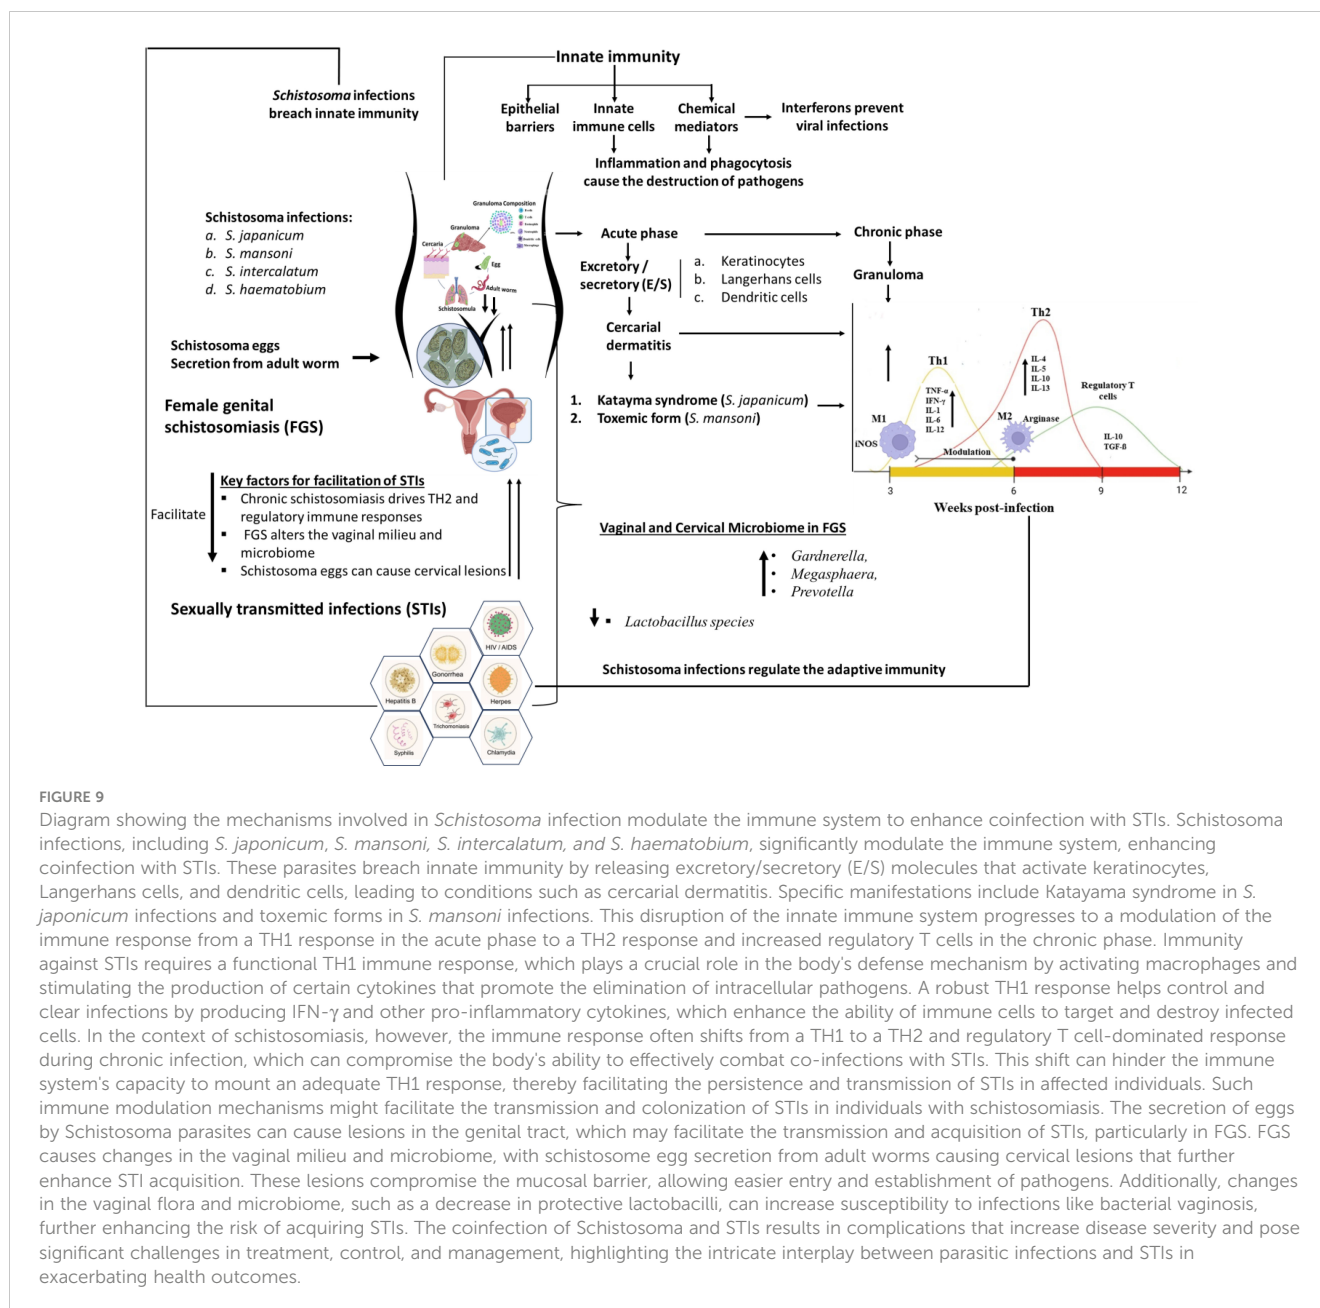 Innate immunity
Schistosoma infections
breach innate immunity
Epithelial
barriers
Innate
immune cells
Chemical
mediators
Interferons prevent
viral infections
Inflammation and phagocytosis
cause the destruction of pathogens
Schistosoma infections:
a. S. japanicum
b. S. mansoni
c. S. intercalatum
d. S. haematobium
Granuloma Composition
Granuloma
Cercaria
Egg
Adult worm
Schistosomula
Acute phase
Chronic phase
Excretory /
secretory (E/S)
a. Keratinocytes
b. Langerhans cells
c. Dendritic cells
Granuloma
Cercarial
dermatitis
Schistosoma eggs
Secretion from adult worm
1. Katayma syndrome (S. japonicum)
2. Toxemic form (S. mansoni)
Th2
Th1
IL-4
IL-5
IL-10
IL-13
TNF-α
IFN-γ
IL-1
IL-6
IL-12
Regulatory T
cells
M1
iNOS
M2
Arginase
IL-10
TGF-ß
Modulation
3
6
9
12
Weeks post-infection
Female genital
schistosomiasis (FGS)
Facilitate
Key factors for facilitation of STIs
▪ Chronic schistosomiasis drives TH2 and
regulatory immune responses
▪ FGS alters the vaginal milieu and
microbiome
▪ Schistosoma eggs can cause cervical lesions
Vaginal and Cervical Microbiome in FGS
• Gardnerella,
• Megasphaera,
• Prevotella
▪ Lactobacillus species
Sexually transmitted infections (STIs)
HIV / AIDS
Gonorrhea
Hepatitis B
Herpes
Trichomoniasis
Syphilis
Chlamydia
Schistosoma infections regulate the adaptive immunity
FIGURE 9
Diagram showing the mechanisms involved in Schistosoma infection modulate the immune system to enhance coinfection with STIs. Schistosoma
infections, including S. japonicum, S. mansoni, S. intercalatum, and S. haematobium, significantly modulate the immune system, enhancing
coinfection with STIs. These parasites breach innate immunity by releasing excretory/secretory (E/S) molecules that activate keratinocytes,
Langerhans cells, and dendritic cells, leading to conditions such as cercarial dermatitis. Specific manifestations include Katayama syndrome in S.
japonicum infections and toxemic forms in S. mansoni infections. This disruption of the innate immune system progresses to a modulation of the
immune response from a TH1 response in the acute phase to a TH2 response and increased regulatory T cells in the chronic phase. Immunity
against STIs requires a functional TH1 immune response, which plays a crucial role in the body's defense mechanism by activating macrophages and
stimulating the production of certain cytokines that promote the elimination of intracellular pathogens. A robust TH1 response helps control and
clear infections by producing IFN-γ and other pro-inflammatory cytokines, which enhance the ability of immune cells to target and destroy infected
cells. In the context of schistosomiasis, however, the immune response often shifts from a TH1 to a TH2 and regulatory T cell-dominated response
during chronic infection, which can compromise the body's ability to effectively combat co-infections with STIs. This shift can hinder the immune
system's capacity to mount an adequate TH1 response, thereby facilitating the persistence and transmission of STIs in affected individuals. Such
immune modulation mechanisms might facilitate the transmission and colonization of STIs in individuals with schistosomiasis. The secretion of eggs
by Schistosoma parasites can cause lesions in the genital tract, which may facilitate the transmission and acquisition of STIs, particularly in FGS. FGS
causes changes in the vaginal milieu and microbiome, with schistosome egg secretion from adult worms causing cervical lesions that further
enhance STI acquisition. These lesions compromise the mucosal barrier, allowing easier entry and establishment of pathogens. Additionally, changes
in the vaginal flora and microbiome, such as a decrease in protective lactobacilli, can increase susceptibility to infections like bacterial vaginosis,
further enhancing the risk of acquiring STIs. The coinfection of Schistosoma and STIs results in complications that increase disease severity and pose
significant challenges in treatment, control, and management, highlighting the intricate interplay between parasitic infections and STIs in
exacerbating health outcomes.